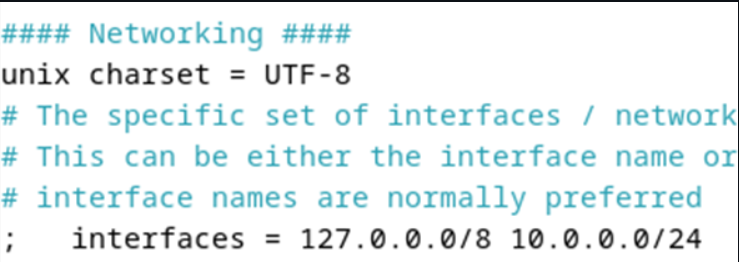 #### Networking ####
unix charset = UTF-8
# The specific set of interfaces / network
# This can be either the interface name or
# interface names are normally preferred
;   interfaces = 127.0.0.0/8 10.0.0.0/24